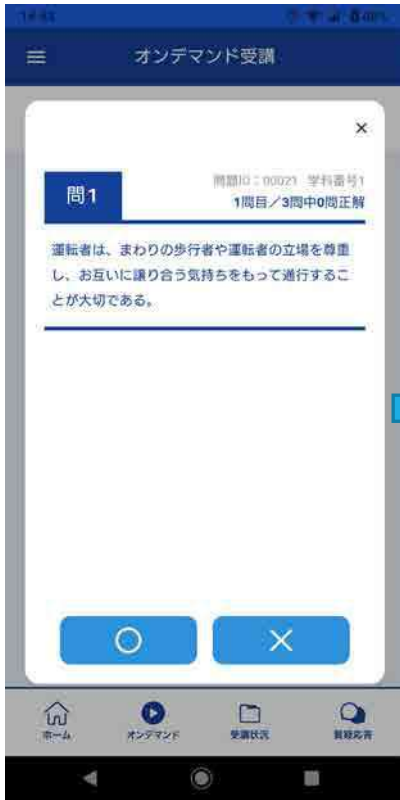 オンデマンド受講
×
問1
問題ID：00021 学科番号1
1問目／3問中0問正解
運転者は、まわりの歩行者や運転者の立場を尊重
し、お互いに譲り合う気持ちをもって通行するこ
とが大切である。
ホーム オンデマンド 受講状況 質疑応答